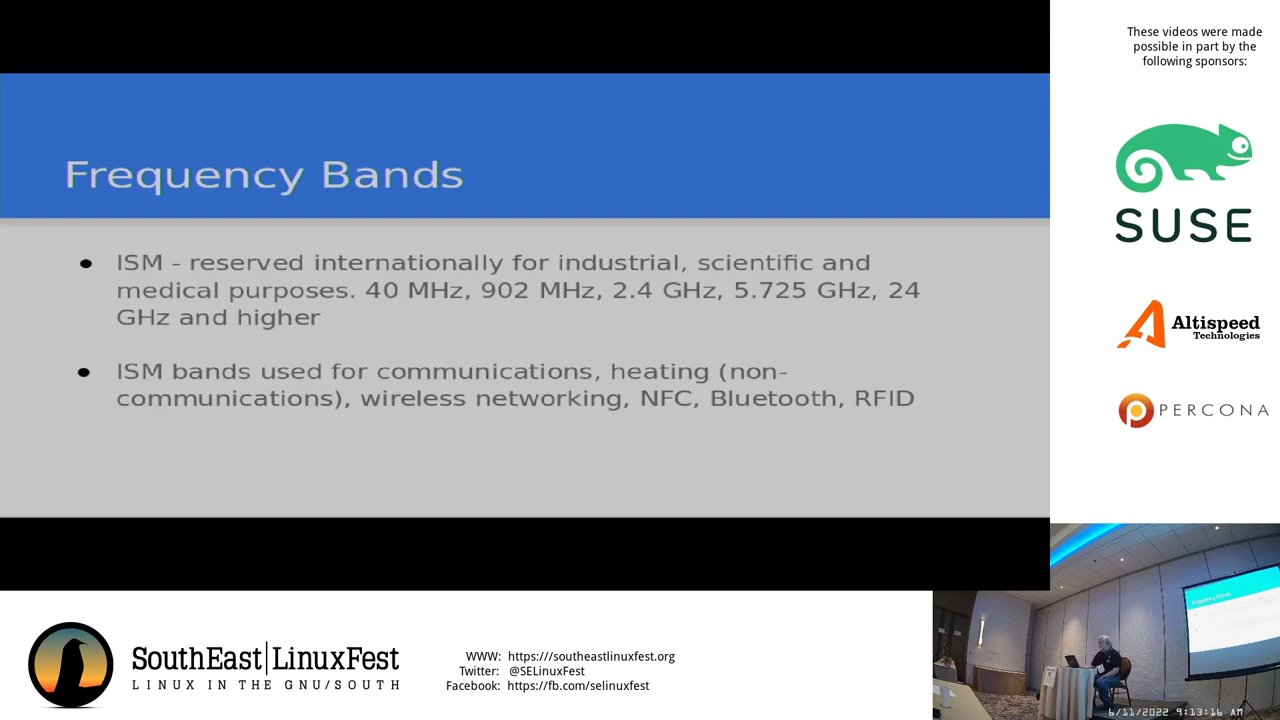 These videos were made
possible in part by the
following sponsors:
Frequency Bands
ISM - reserved internationally for industrial, scientific and
medical purposes. 40 MHz, 902 MHz, 2.4 GHz, 5.725 GHz, 24
GHz and higher
ISM bands used for communications, heating (non-
communications), wireless networking, NFC, Bluetooth, RFID
SUSE
Altispeed
Technologies
PERCONA
Frequency Bands
SouthEast|LinuxFest
LINUX IN THE GNU/SOUTH
WWW: https://southeastlinuxfest.org
Twitter: @SELinuxFest
Facebook: https://fb.com/selinuxfest
6/11/2022 9:13:16 AM